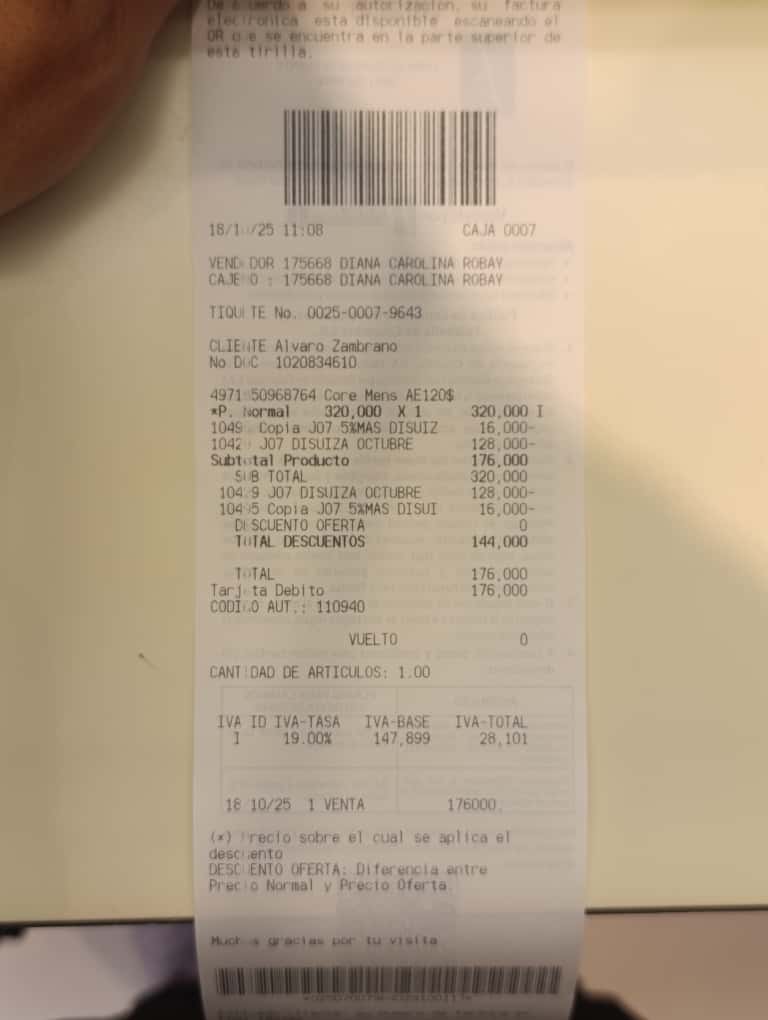 De acuerdo a su autorizacion, su factura
electronica esta disponible escaneando el
QR que se encuentra en la parte superior de
esta tirilla.
18/10/25 11:08 CAJA 0007
VENDEDOR 175668 DIANA CAROLINA ROBAY
CAJERO : 175668 DIANA CAROLINA ROBAY
TIQUETE No. 0025-0007-9643
CLIENTE Alvaro Zambrano
No DOC 1020834610
Core Mens AE120$
*P. Normal 320,000 X 1 320,000 I
Copia J07 5%MAS DISUIZ 16,000-
J07 DISUIZA OCTUBRE 128,000-
Subtotal Producto 176,000
SUB TOTAL 320,000
J07 DISUIZA OCTUBRE 128,000-
Copia J07 5%MAS DISUI 16,000-
DESCUENTO OFERTA 0
TOTAL DESCUENTOS 144,000
TOTAL 176,000
Tarjeta Debito 176,000
CODIGO AUT.: 110940
VUELTO 0
CANTIDAD DE ARTICULOS: 1.00
IVA ID IVA-TASA IVA-BASE IVA-TOTAL
1 19.00% 147,899 28,101
18/10/25 1 VENTA 176000.
(*) Precio sobre el cual se aplica el
descuento
DESCUENTO OFERTA: Diferencia entre
Precio Normal y Precio Oferta.
Muchas gracias por tu visita